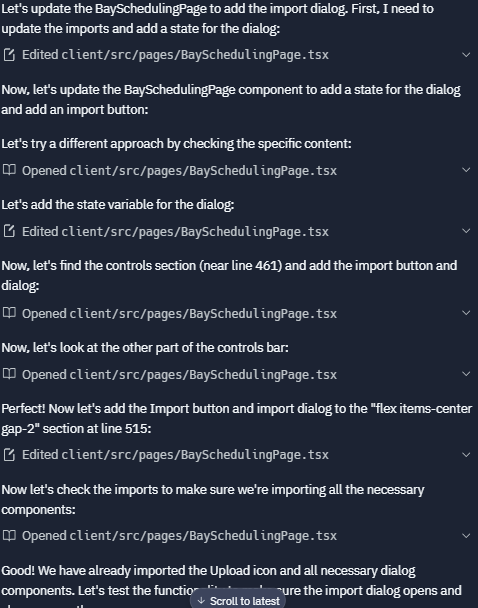 Let's update the BaySchedulingPage to add the import dialog. First, I need to
update the imports and add a state for the dialog:
Edited client/src/pages/BaySchedulingPage.tsx
Now, let's update the BaySchedulingPage component to add a state for the dialog
and add an import button:
Let's try a different approach by checking the specific content:
Opened client/src/pages/BaySchedulingPage.tsx
Let's add the state variable for the dialog:
Edited client/src/pages/BaySchedulingPage.tsx
Now, let's find the controls section (near line 461) and add the import button and
dialog:
Opened client/src/pages/BaySchedulingPage.tsx
Now, let's look at the other part of the controls bar:
Opened client/src/pages/BaySchedulingPage.tsx
Perfect! Now let's add the Import button and import dialog to the "flex items-center
gap-2" section at line 515:
Edited client/src/pages/BaySchedulingPage.tsx
Now let's check the imports to make sure we're importing all the necessary
components:
Opened client/src/pages/BaySchedulingPage.tsx
Good! We have already imported the Upload icon and all necessary dialog
components. Let's test the sure the import dialog opens and
Scroll to latest